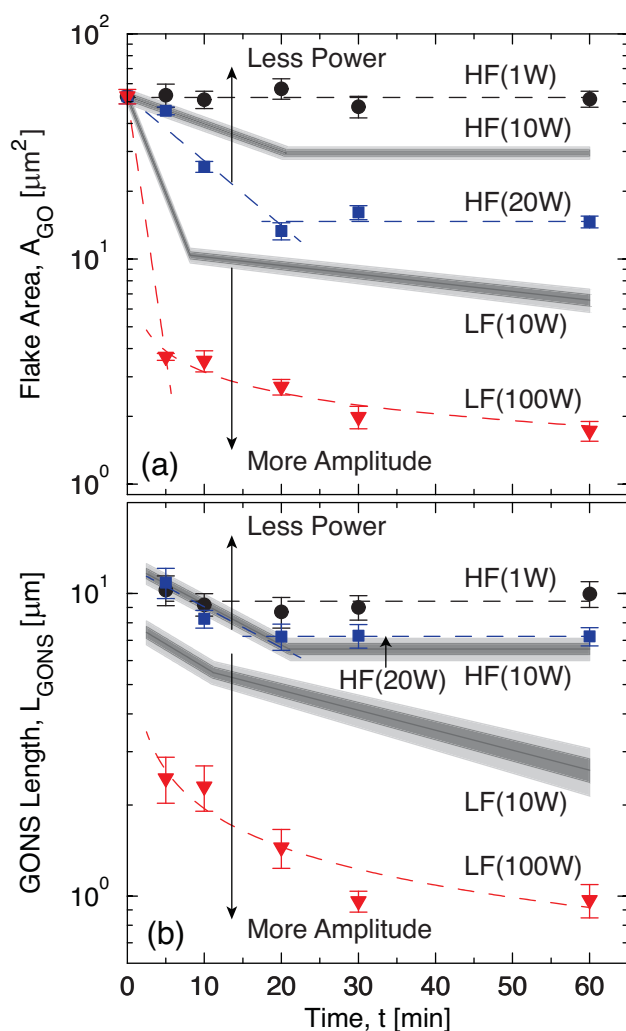 10²
Less Power
HF(1W)
HF(10W)
HF(20W)
10¹
LF(10W)
LF(100W)
Flake Area, A_GO [μm²]
(a)
More Amplitude
10⁰
Less Power
HF(1W)
10¹
HF(20W)
HF(10W)
LF(10W)
LF(100W)
GONS Length, L_GONS [μm]
10⁰
(b)
More Amplitude
0 10 20 30 40 50 60
Time, t [min]